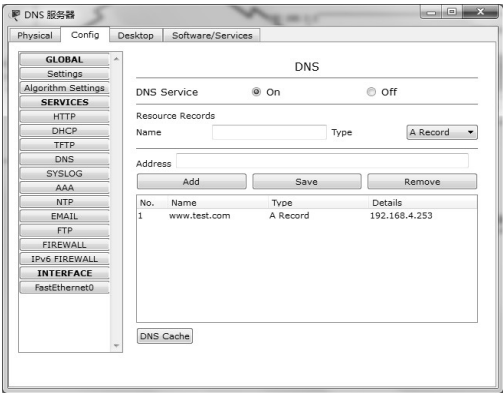 DNS 服务器
Physical Config Desktop Software/Services
GLOBAL
Settings
Algorithm Settings
SERVICES
HTTP
DHCP
TFTP
DNS
SYSLOG
AAA
NTP
EMAIL
FTP
FIREWALL
IPv6 FIREWALL
INTERFACE
FastEthernet0
DNS
DNS Service On Off
Resource Records
Name Type A Record
Address
Add Save Remove
No. Name Type Details
1 www.test.com A Record 192.168.4.253
DNS Cache